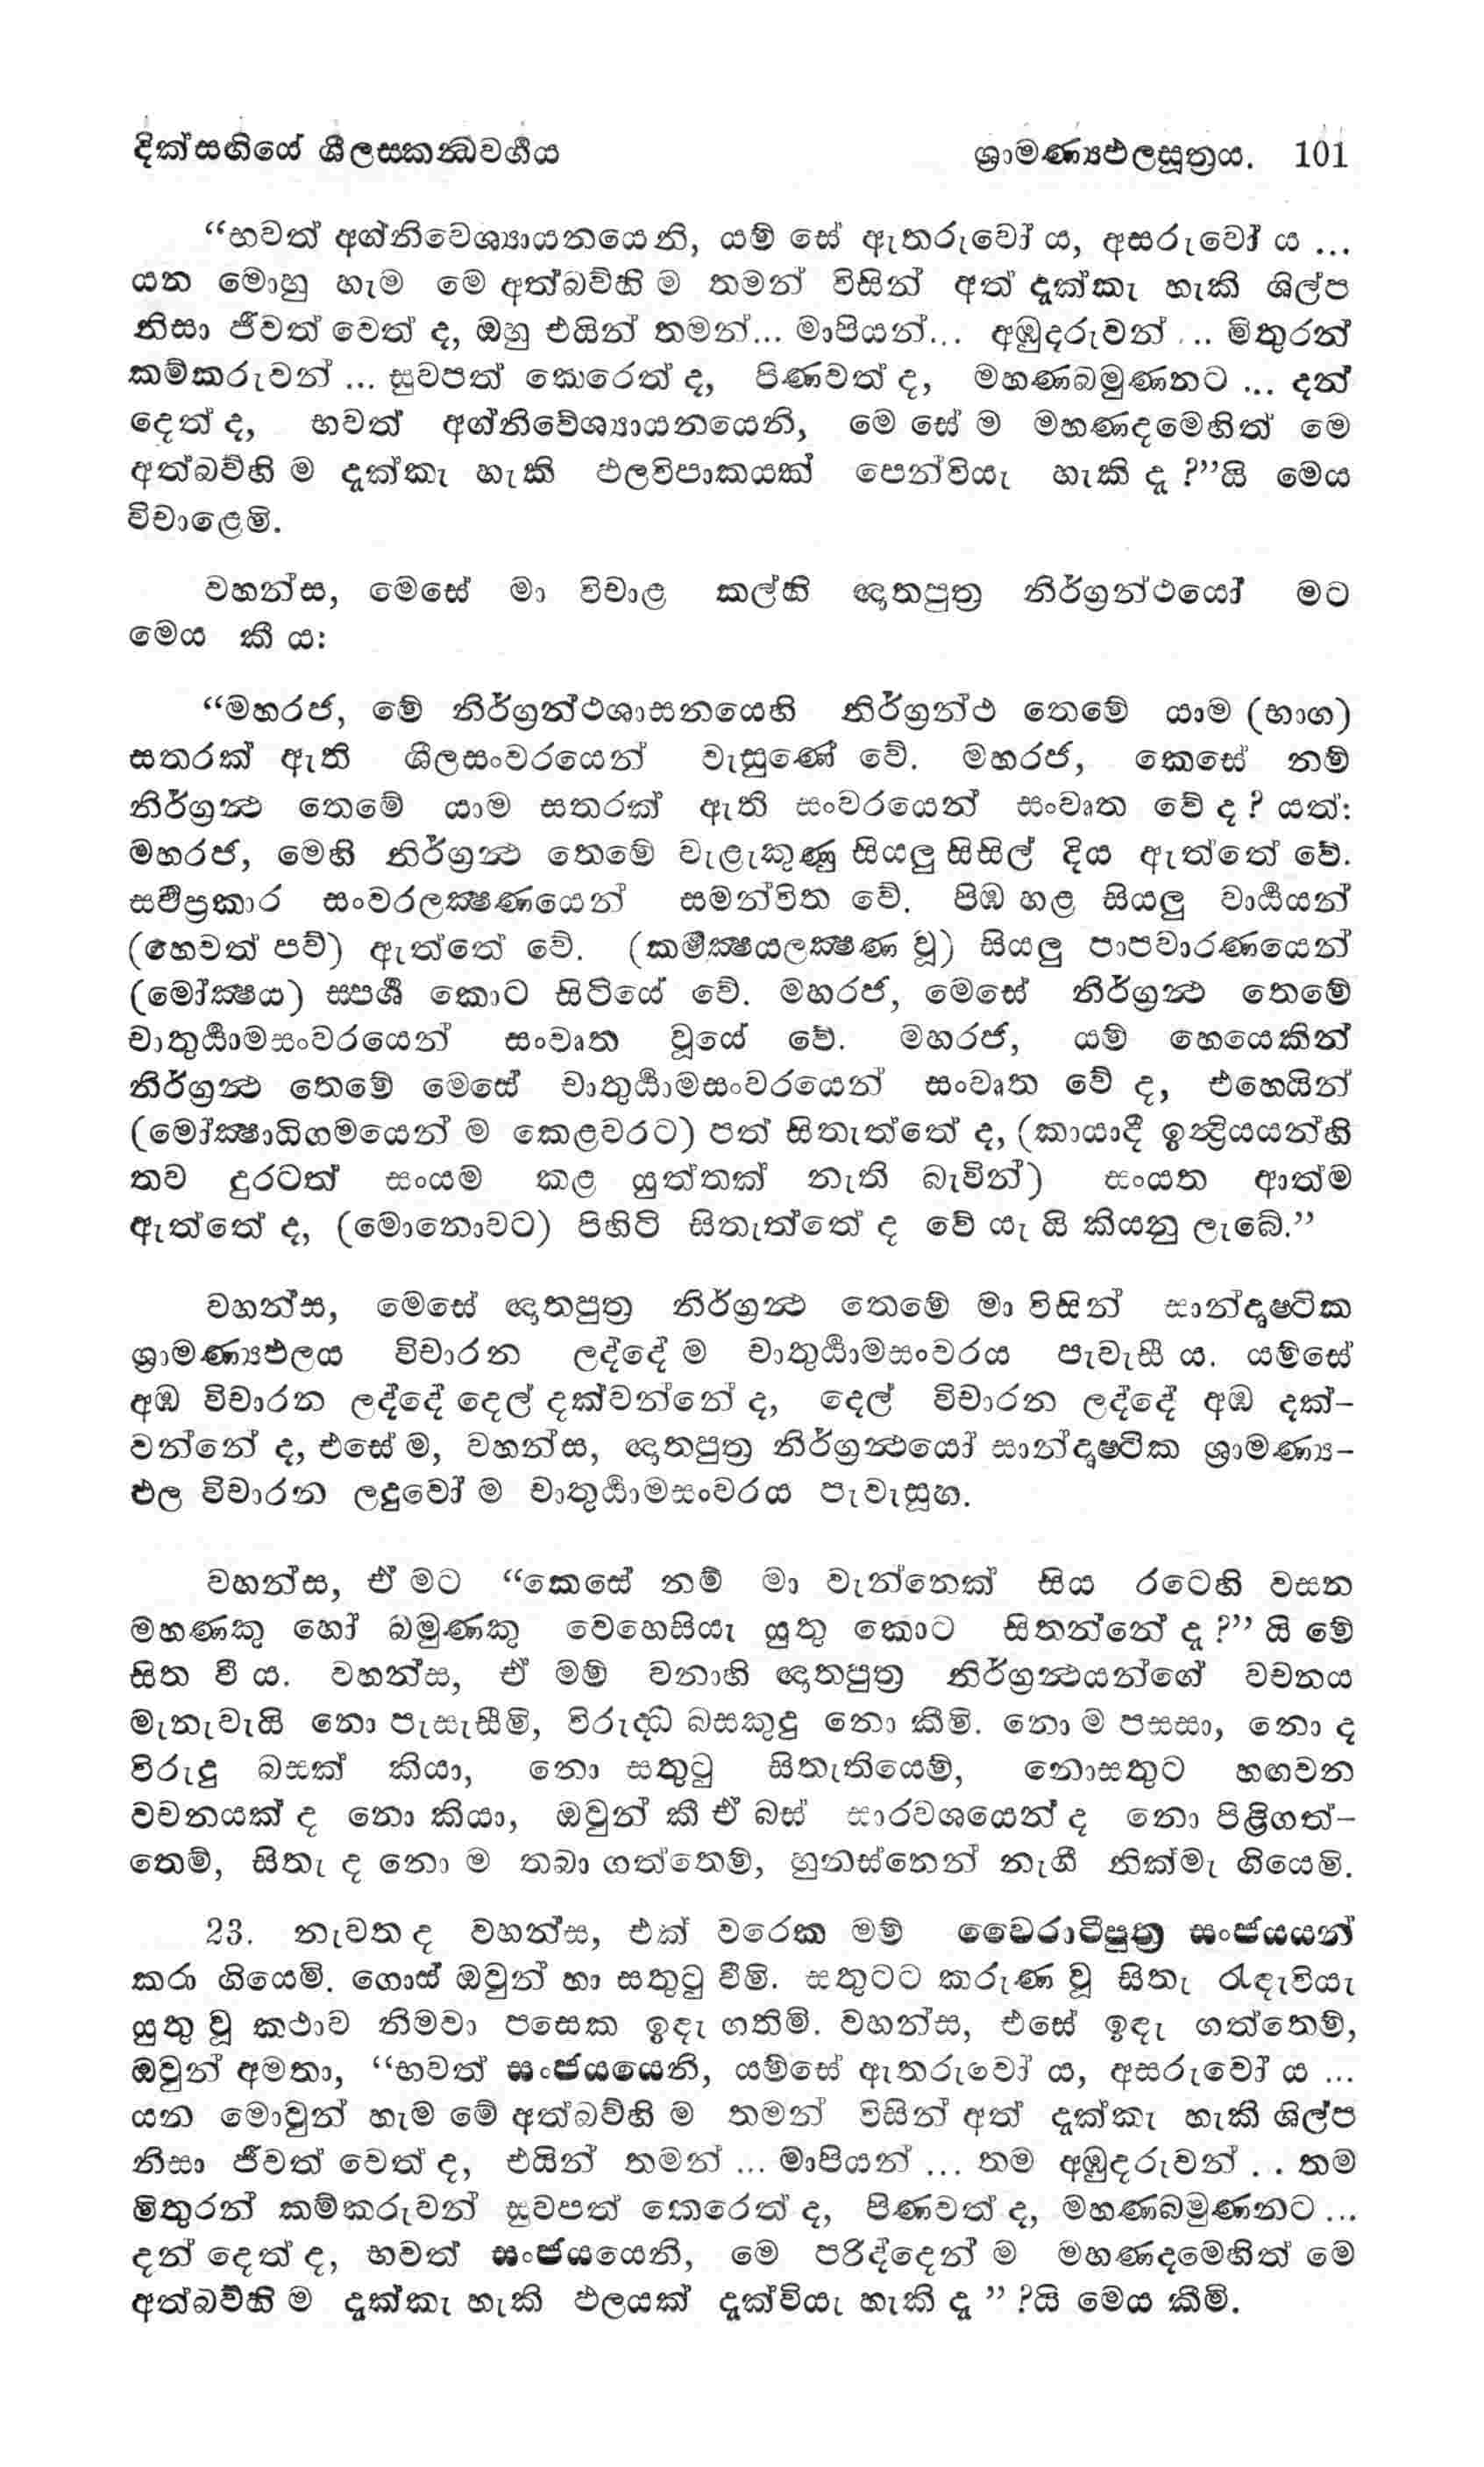 දික්සඟියේ ශීලසකන්‍ධවර්‍ගය ශ්‍රාමණ්‍යඵලසූත්‍රය. 101
“භවත් අග්නිවෙශ්‍යායනයෙනි, යම් සේ ඇතරුවෝ ය, අසරුවෝ ය ...
යන මොහු හැම මෙ අත්බව්හි ම තමන් විසින් අත් දැක්කැ හැකි ශිල්ප
නිසා ජීවත් වෙත් ද, ඔහු එයින් තමන්... මාපියන්... අඹුදරුවන් ... මිතුරන්
කම්කරුවන් ... සුවපත් කෙරෙත් ද, පිණවත් ද, මහණබමුණනට ... දන්
දෙත් ද, භවත් අග්නිවේශ්‍යායනයෙනි, මෙ සේ ම මහණදමෙහිත් මෙ
අත්බව්හි ම දැක්කැ හැකි ඵලවිපාකයක් පෙන්වියැ හැකි දැ ?”යි මෙය
විචාළෙමි.
වහන්ස, මෙසේ මා විචාළ කල්හි ඥාතපුත්‍ර නිර්ග්‍රන්ථයෝ මට
මෙය කී ය:
“මහරජ, මේ නිර්ග්‍රන්ථශාසනයෙහි නිර්ග්‍රන්ථ තෙමේ යාම (භාග)
සතරක් ඇති ශීලසංවරයෙන් වැසුණේ වේ. මහරජ, කෙසේ නම්
නිර්ග්‍රන්‍ථ තෙමේ යාම සතරක් ඇති සංවරයෙන් සංවෘත වේ ද ? යත්:
මහරජ, මෙහි නිර්ග්‍රන්‍ථ තෙමේ වැළැකුණු සියලු සිසිල් දිය ඇත්තේ වේ.
සර්‍වප්‍රකාර සංවරලක්‍ෂණයෙන් සමන්විත වේ. පිඹ හළ සියලු වාර්‍ය්‍යයන්
(හෙවත් පව්) ඇත්තේ වේ. (කර්‍මක්‍ෂයලක්‍ෂණ වූ) සියලු පාපවාරණයෙන්
(මෝක්‍ෂය) ස්පර්‍ශ කොට සිටියේ වේ. මහරජ, මෙසේ නිර්ග්‍රන්‍ථ තෙමේ
චාතුර්‍ය්‍යාමසංවරයෙන් සංවෘත වූයේ වේ. මහරජ, යම් හෙයෙකින්
නිර්ග්‍රන්‍ථ තෙමේ මෙසේ චාතුර්‍ය්‍යාමසංවරයෙන් සංවෘත වේ ද, එහෙයින්
(මෝක්‍ෂාධිගමයෙන් ම කෙළවරට) පත් සිතැත්තේ ද, (කායාදී ඉන්‍ද්‍රියයන්හි
තව දුරටත් සංයම කළ යුත්තක් නැති බැවින්) සංයත ආත්ම
ඇත්තේ ද, (මොනොවට) පිහිටි සිතැත්තේ ද වේ යැ යි කියනු ලැබේ.”
වහන්ස, මෙසේ ඥාතපුත්‍ර නිර්ග්‍රන්‍ථ තෙමේ මා විසින් සාන්දෘෂ්ටික
ශ්‍රාමණ්‍යඵලය විචාරන ලද්දේ ම චාතුර්‍ය්‍යාමසංවරය පැවැසී ය. යම්සේ
අඹ විචාරන ලද්දේ දෙල් දක්වන්නේ ද, දෙල් විචාරන ලද්දේ අඹ දක්-
වන්නේ ද, එසේ ම, වහන්ස, ඥාතපුත්‍ර නිර්ග්‍රන්‍ථයෝ සාන්දෘෂ්ටික ශ්‍රාමණ්‍ය-
ඵල විචාරන ලදුවෝ ම චාතුර්‍ය්‍යාමසංවරය පැවැසූහ.
වහන්ස, ඒ මට “කෙසේ නම් මා වැන්නෙක් සිය රටෙහි වසන
මහණකු හෝ බමුණකු වෙහෙසියැ යුතු කොට සිතන්නේ දැ ?” යි මේ
සිත වී ය. වහන්ස, ඒ මම් වනාහි ඥාතපුත්‍ර නිර්ග්‍රන්‍ථයන්ගේ වචනය
මැනැවැයි නො පැසැසීමි, විරුද්‍ධ බසකුදු නො කීමි. නො ම පසසා, නො ද
විරුදු බසක් කියා, නො සතුටු සිතැතියෙම්, නොසතුට හඟවන
වචනයක් ද නො කියා, ඔවුන් කී ඒ බස් සාරවශයෙන් ද නො පිළිගත්-
තෙම්, සිතැ ද නො ම තබා ගත්තෙම්, හුනස්නෙන් නැගී නික්මැ ගියෙමි.
23. නැවත ද වහන්ස, එක් වරෙක මම් වෛරාටීපුත්‍ර සංජයයන්
කරා ගියෙමි. ගොස් ඔවුන් හා සතුටු වීමි. සතුටට කරුණ වූ සිතැ රැඳැවියැ
යුතු වූ කථාව නිමවා පසෙක ඉඳැ ගතිමි. වහන්ස, එසේ ඉඳැ ගත්තෙම්,
ඔවුන් අමතා, “භවත් සංජයයෙනි, යම්සේ ඇතරුවෝ ය, අසරුවෝ ය ...
යන මොවුන් හැම මේ අත්බව්හි ම තමන් විසින් අත් දැක්කැ හැකි ශිල්ප
නිසා ජීවත් වෙත් ද, එයින් තමන් ... මාපියන් ... තම අඹුදරුවන් . . තම
මිතුරන් කම්කරුවන් සුවපත් කෙරෙත් ද, පිණවත් ද, මහණබමුණනට ...
දන් දෙත් ද, භවත් සංජයයෙනි, මෙ පරිද්දෙන් ම මහණදමෙහිත් මෙ
අත්බව්හි ම දැක්කැ හැකි ඵලයක් දැක්වියැ හැකි දැ ” ?යි මෙය කීමි.